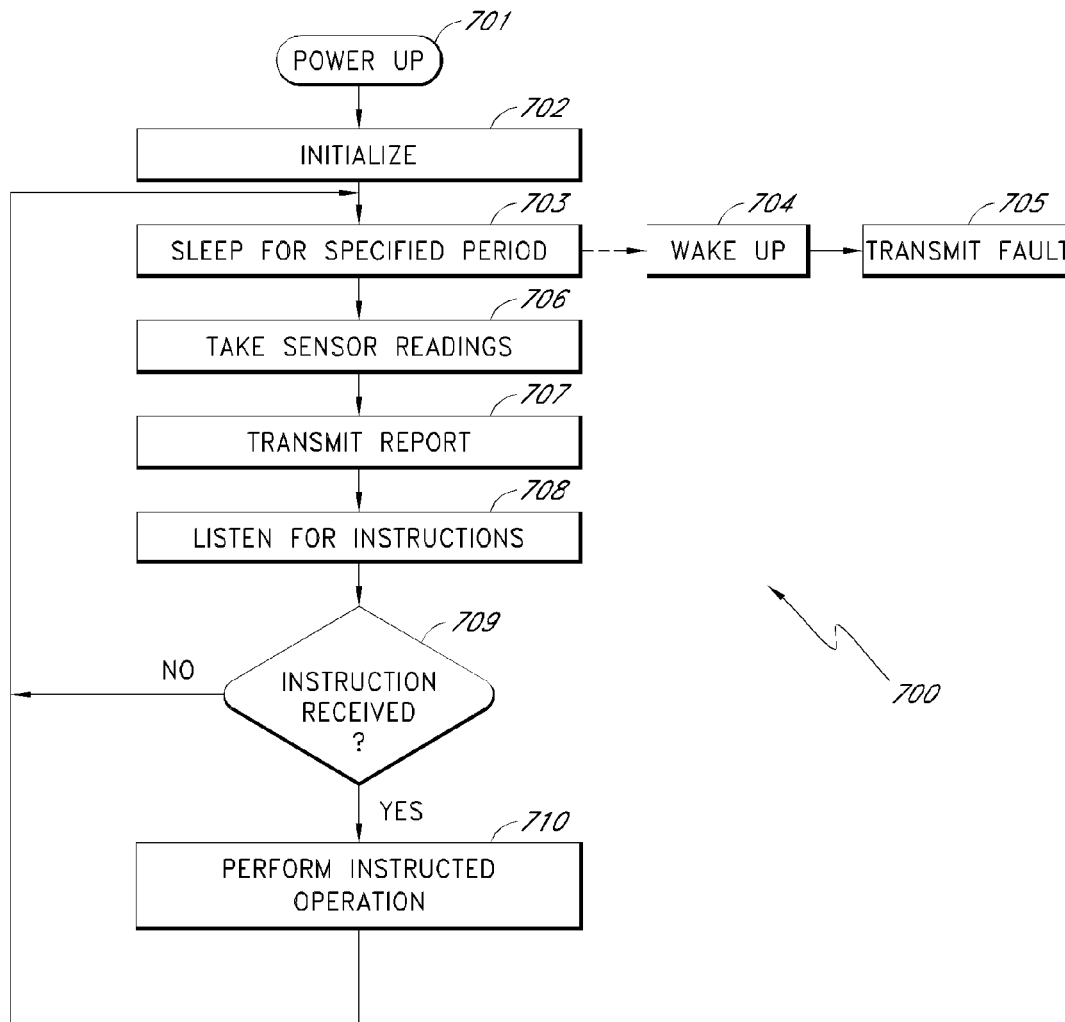 701
POWER UP
702
INITIALIZE
703
SLEEP FOR SPECIFIED PERIOD
704
WAKE UP
705
TRANSMIT FAULT
706
TAKE SENSOR READINGS
707
TRANSMIT REPORT
708
LISTEN FOR INSTRUCTIONS
709
INSTRUCTION
RECEIVED
?
NO
YES
700
710
PERFORM INSTRUCTED
OPERATION